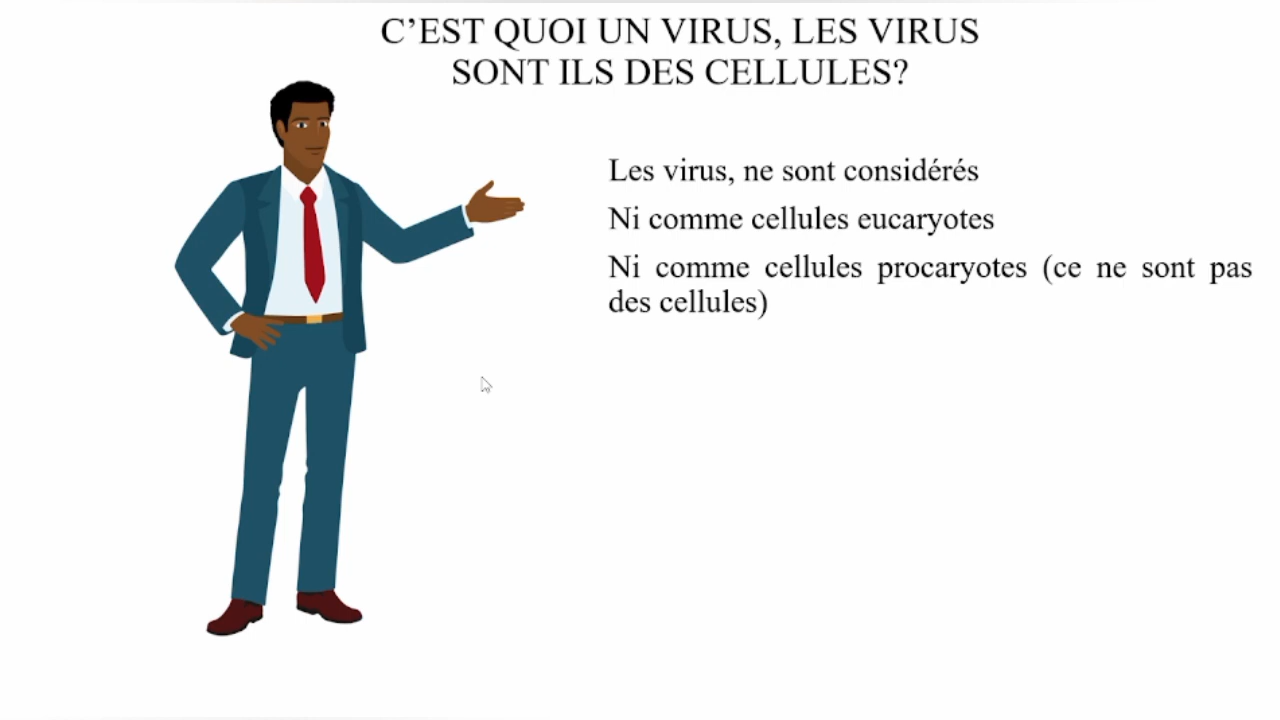 C’EST QUOI UN VIRUS, LES VIRUS
SONT ILS DES CELLULES?
Les virus, ne sont considérés
Ni comme cellules eucaryotes
Ni comme cellules procaryotes (ce ne sont pas
des cellules)